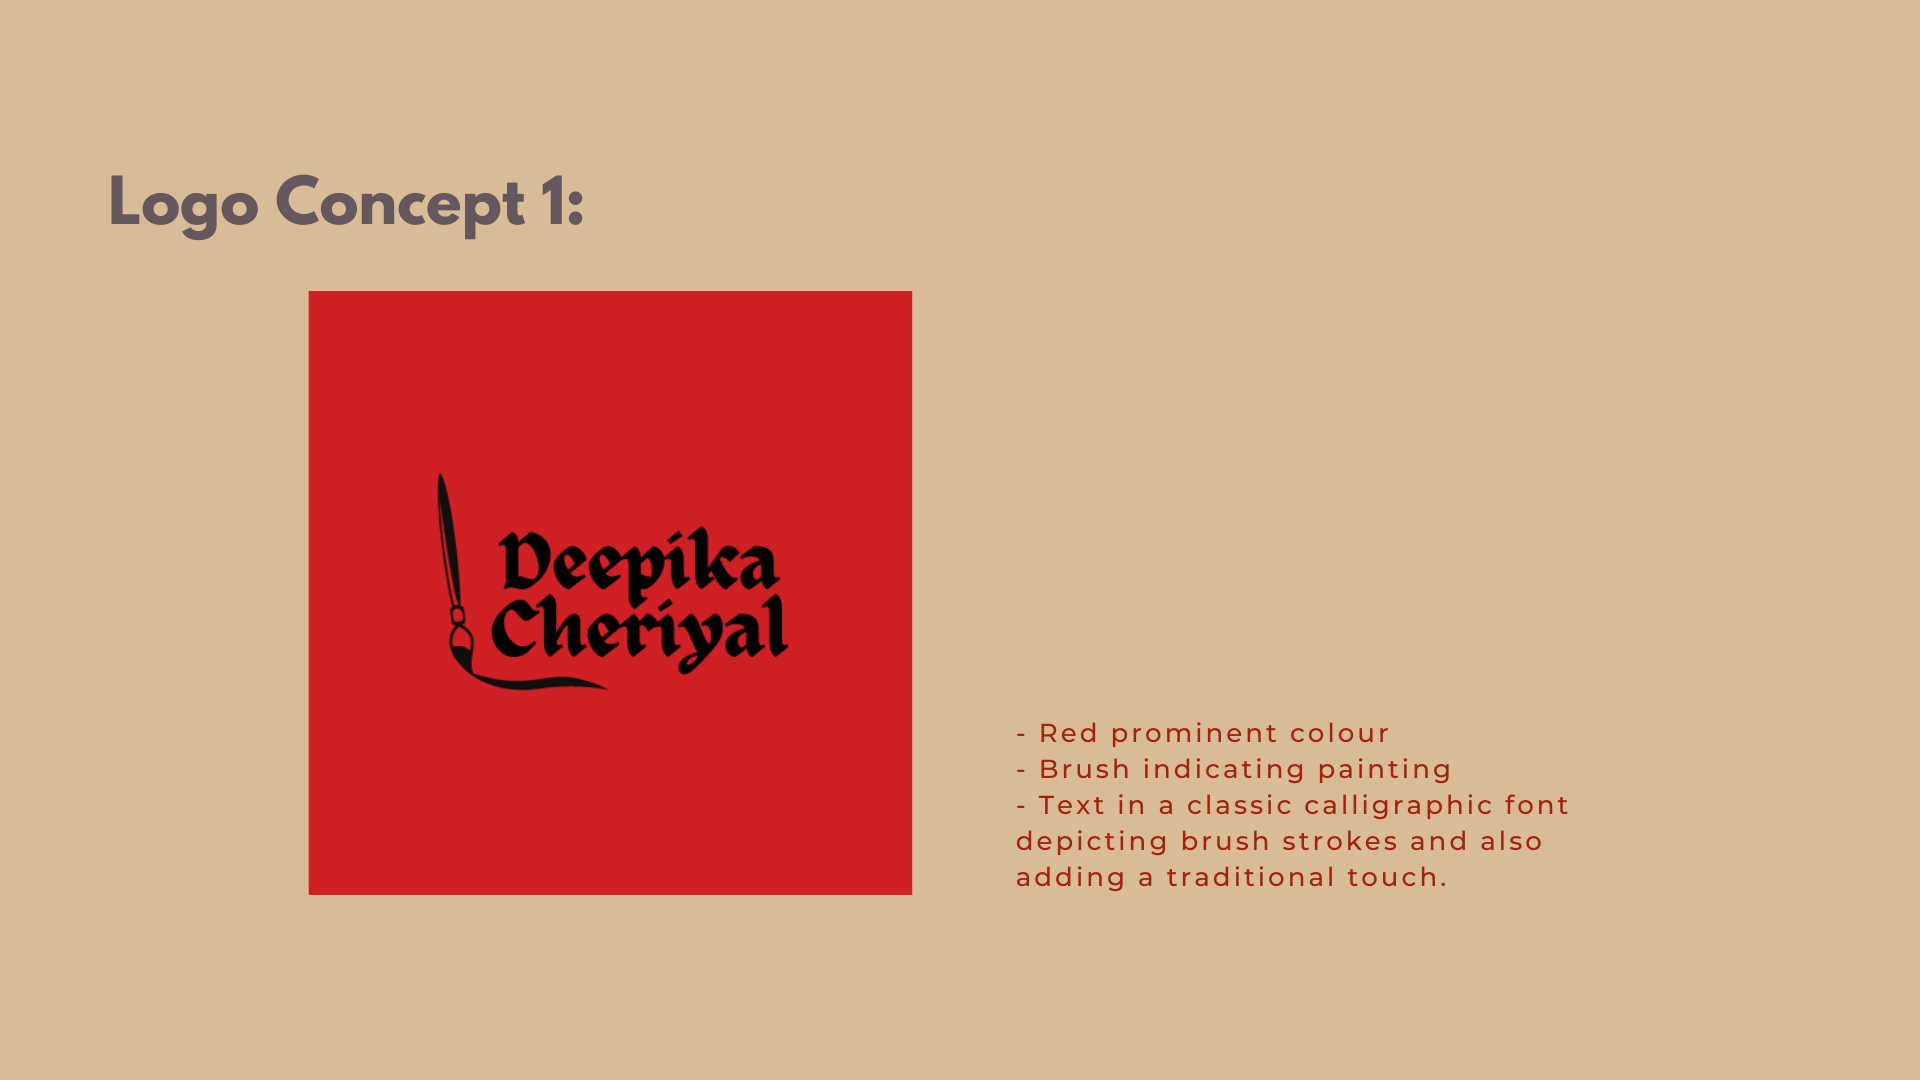 Logo Concept 1:
Deepika
Cheriyal
- Red prominent colour
- Brush indicating painting
- Text in a classic calligraphic font
depicting brush strokes and also
adding a traditional touch.